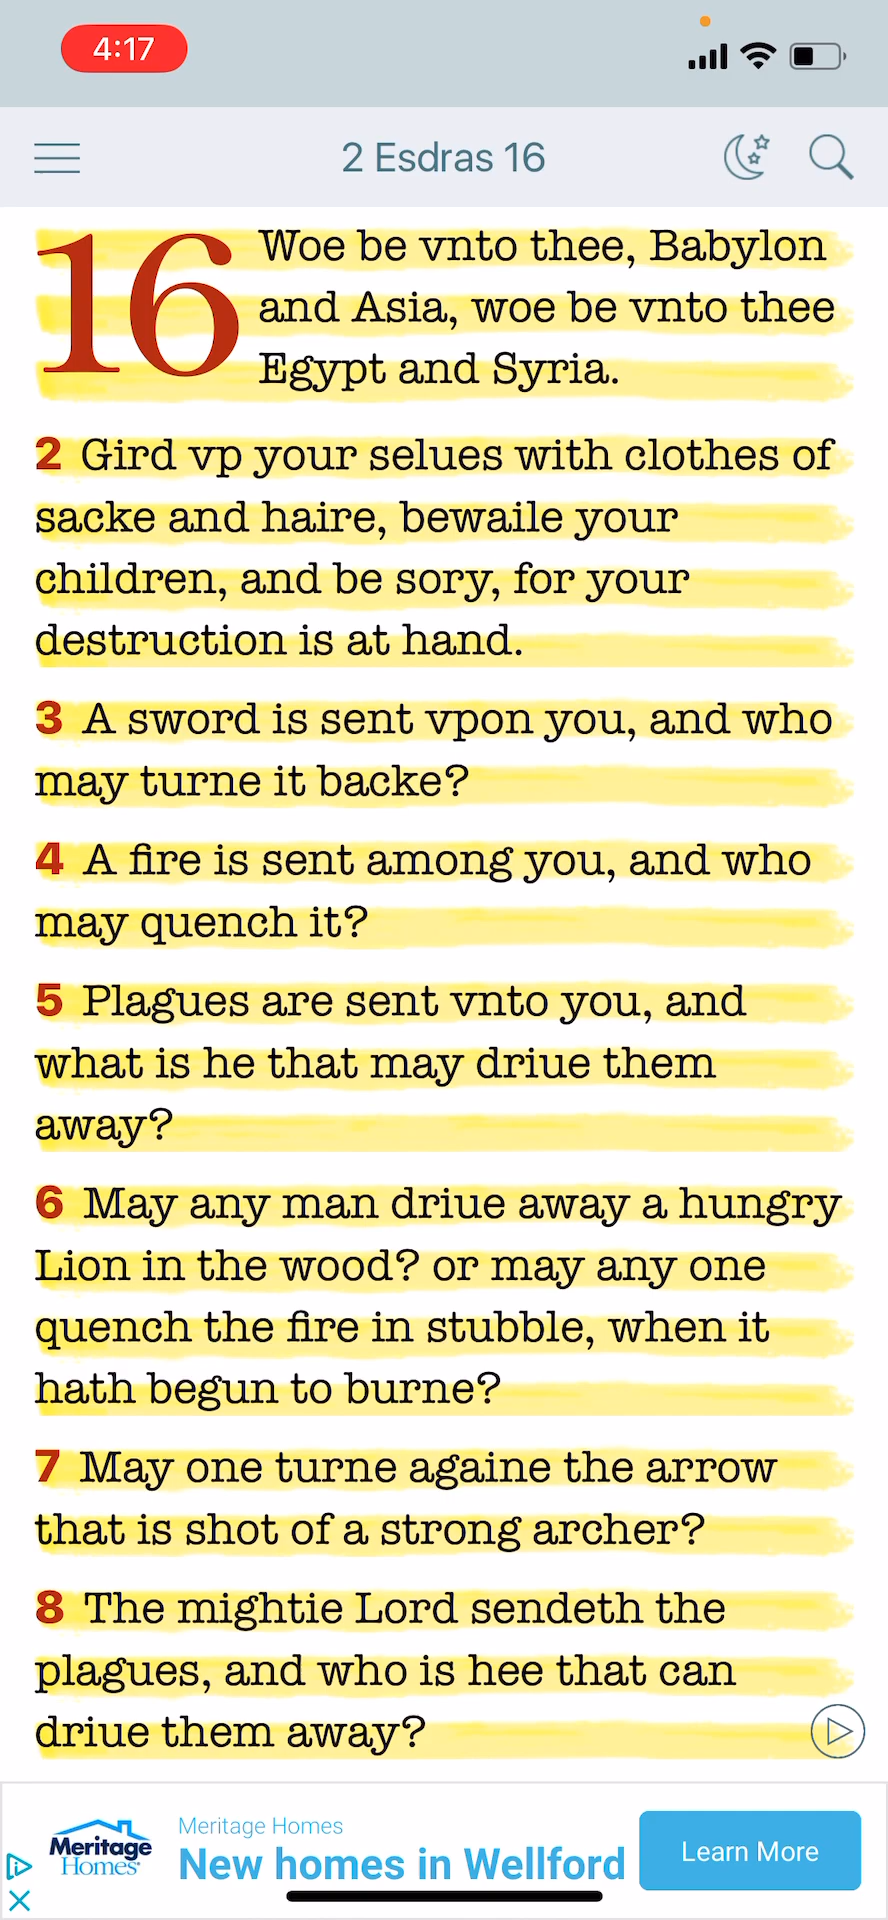 4:17
2 Esdras 16
16 Woe be vnto thee, Babylon
and Asia, woe be vnto thee
Egypt and Syria.
2 Gird vp your selues with clothes of
sacke and haire, bewaile your
children, and be sory, for your
destruction is at hand.
3 A sword is sent vpon you, and who
may turne it backe?
4 A fire is sent among you, and who
may quench it?
5 Plagues are sent vnto you, and
what is he that may driue them
away?
6 May any man driue away a hungry
Lion in the wood? or may any one
quench the fire in stubble, when it
hath begun to burne?
7 May one turne againe the arrow
that is shot of a strong archer?
8 The mightie Lord sendeth the
plagues, and who is hee that can
driue them away?
Meritage
Homes
Meritage Homes
New homes in Wellford
Learn More